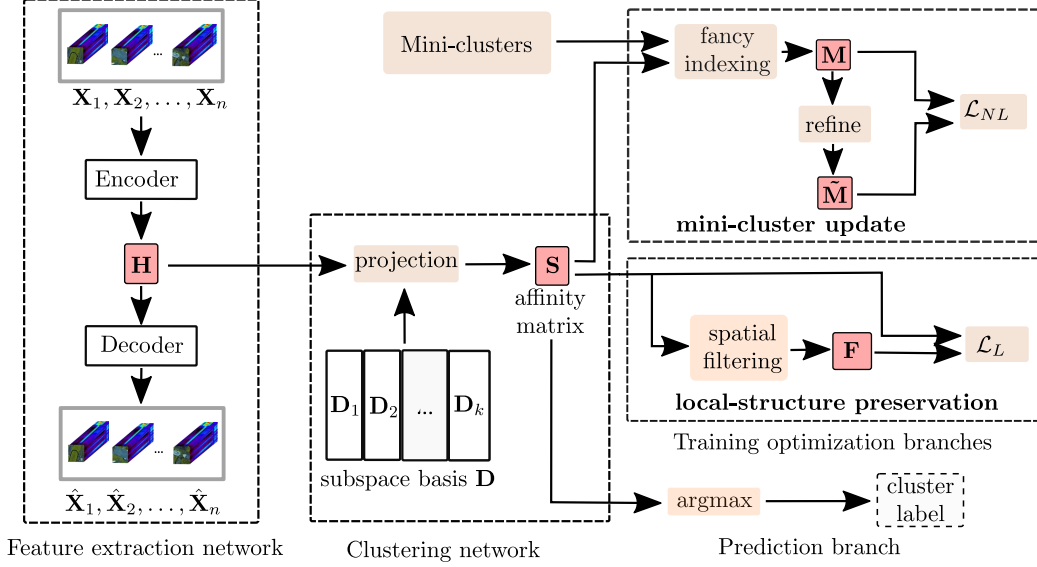 ...
X₁, X₂, . . . , Xₙ
Encoder
H
Decoder
...
X̂₁, X̂₂, . . . , X̂ₙ
Feature extraction network
projection
S
affinity
matrix
D₁ D₂ ... Dₖ
subspace basis D
Clustering network
Mini-clusters
fancy
indexing
M
refine
M̃
ℒ_NL
mini-cluster update
spatial
filtering
F
ℒ_L
local-structure preservation
Training optimization branches
argmax
cluster
label
Prediction branch